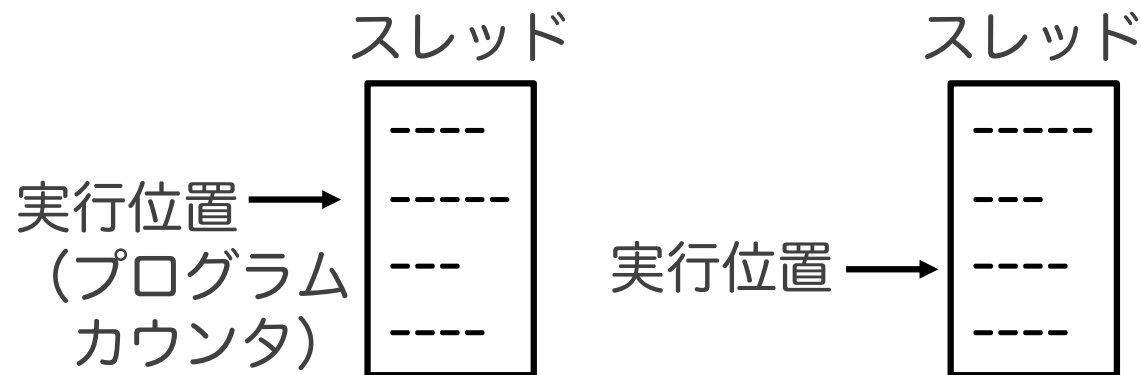 スレッド
実行位置
（プログラム
カウンタ）
スレッド
実行位置